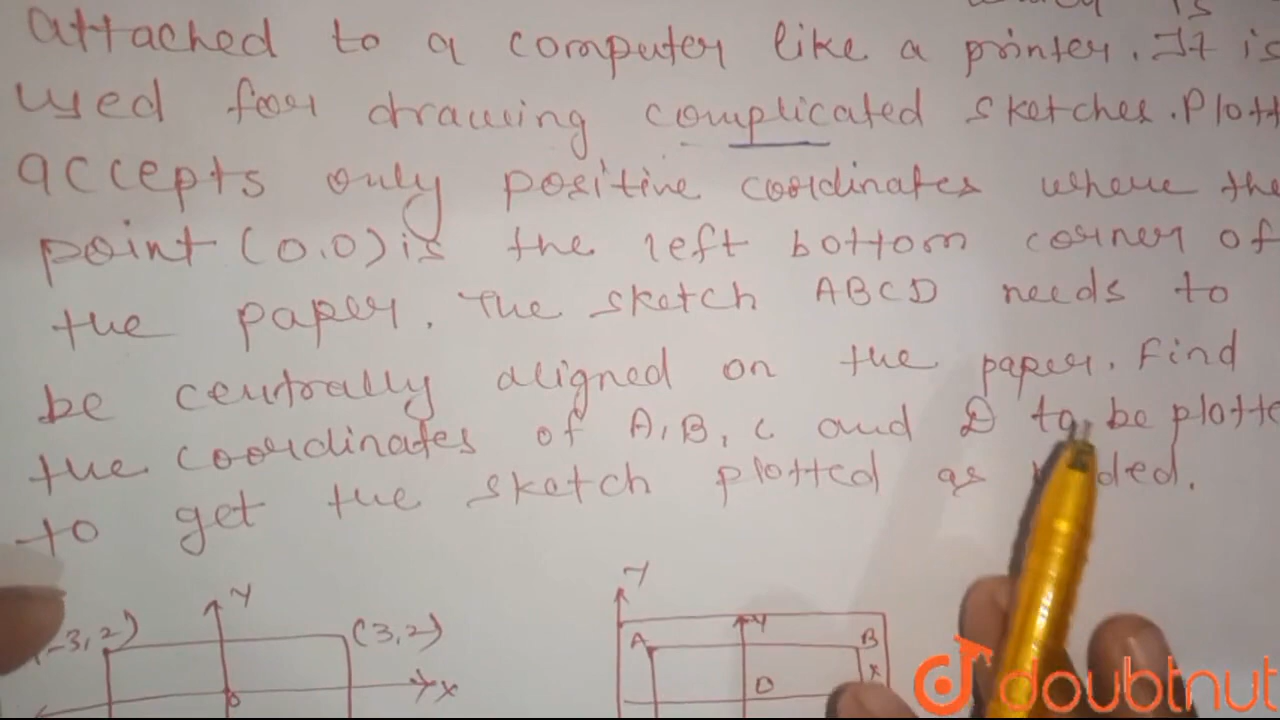 is
attached to a computer like a printer. It is
used for drawing complicated sketches. Plott
accepts only positive coordinates where the
point (0.0) is the left bottom corner of
the paper. The sketch ABCD needs to
be centrally aligned on the paper. Find
the coordinates of A, B, C and D to be plotte
to get the sketch plotted as ded.
Y
(-3,2)
(3,2)
X
0
Y
A
Y
B
X
O
doubtnut